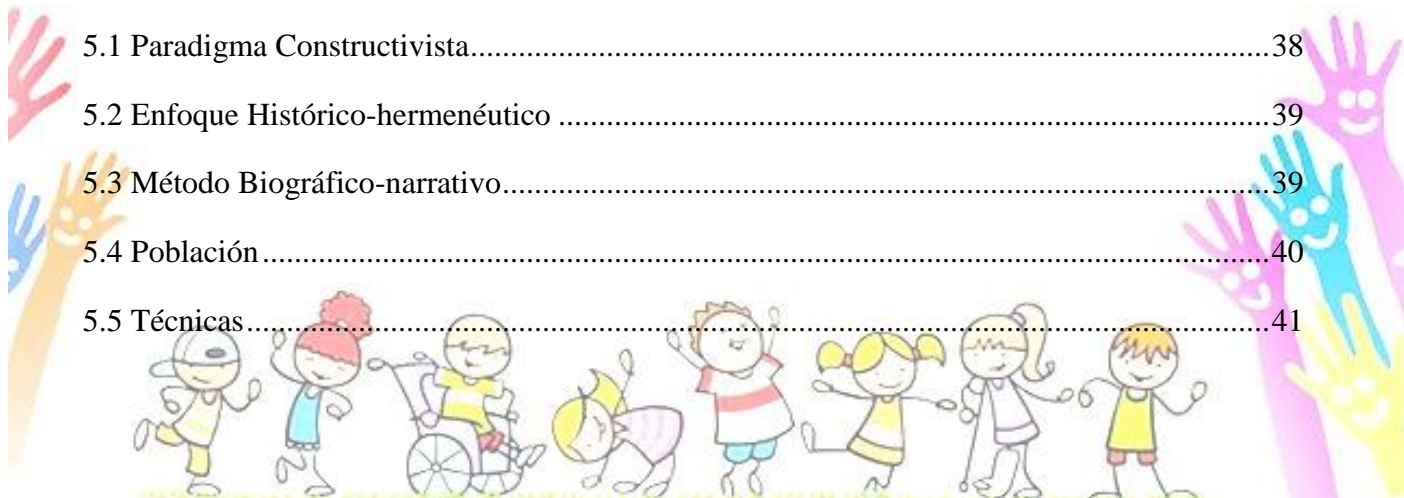 5.1 Paradigma Constructivista....................................................................................................38
5.2 Enfoque Histórico-hermenéutico .........................................................................................39
5.3 Método Biográfico-narrativo................................................................................................39
5.4 Población..............................................................................................................................40
5.5 Técnicas................................................................................................................................41